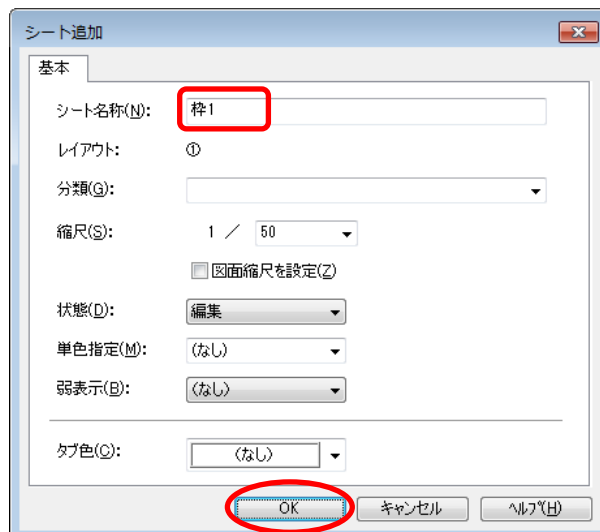 シート追加
基本
シート名称(N): 枠1
レイアウト: ①
分類(G):
縮尺(S): 1 ／ 50
図面縮尺を設定(Z)
状態(D): 編集
単色指定(M): (なし)
弱表示(B): (なし)
タブ色(C): (なし)
OK キャンセル ヘルプ(H)